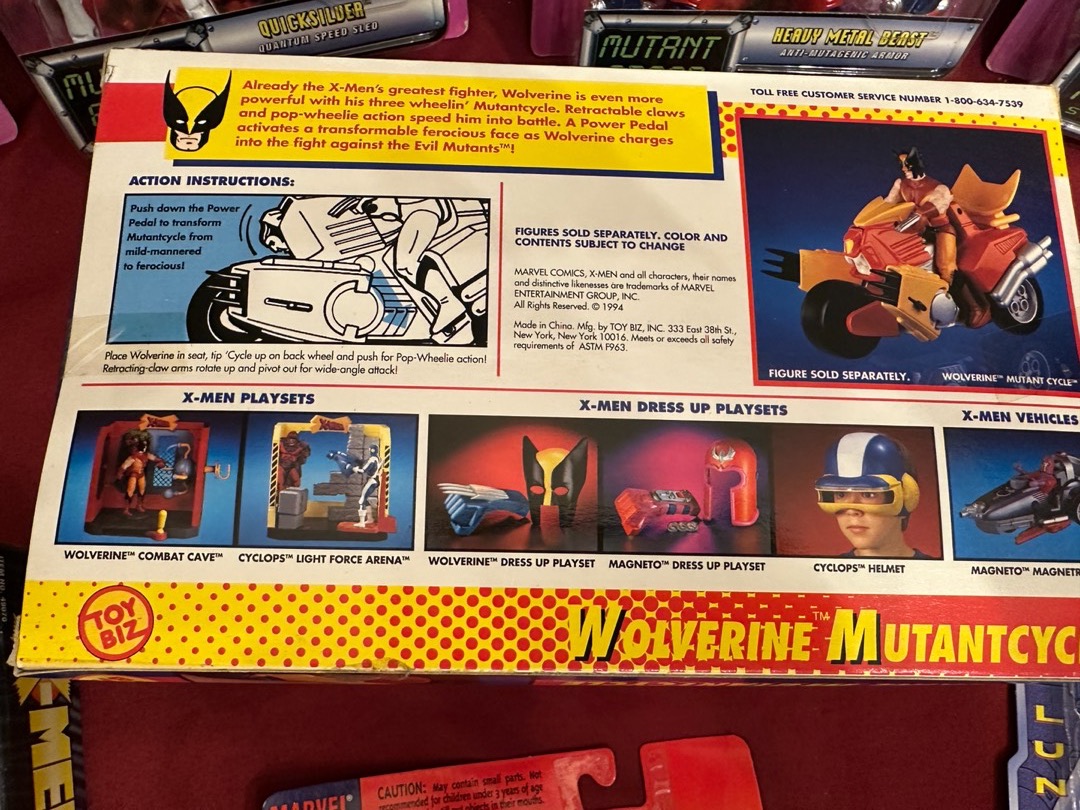 QUICKSILVER
QUANTUM SPEED SLED
MUTANT
HEAVY METAL BEAST™
ANTI-MUTAGENIC ARMOR
Already the X-Men's greatest fighter, Wolverine is even more
powerful with his three wheelin' Mutantcycle. Retractable claws
and pop-wheelie action speed him into battle. A Power Pedal
activates a transformable ferocious face as Wolverine charges
into the fight against the Evil Mutants™!
TOLL FREE CUSTOMER SERVICE NUMBER 1-800-634-7539
ACTION INSTRUCTIONS:
Push down the Power
Pedal to transform
Mutantcycle from
mild-mannered
to ferocious!
Place Wolverine in seat, tip 'Cycle up on back wheel and push for Pop-Wheelie action!
Retracting-claw arms rotate up and pivot out for wide-angle attack!
FIGURES SOLD SEPARATELY. COLOR AND
CONTENTS SUBJECT TO CHANGE
MARVEL COMICS, X-MEN and all characters, their names
and distinctive likenesses are trademarks of MARVEL
ENTERTAINMENT GROUP, INC.
All Rights Reserved. © 1994
Made in China. Mfg. by TOY BIZ, INC. 333 East 38th St.,
New York, New York 10016. Meets or exceeds all safety
requirements of ASTM F963.
FIGURE SOLD SEPARATELY.
WOLVERINE™ MUTANT CYCLE™
X-MEN PLAYSETS
X-MEN DRESS UP PLAYSETS
X-MEN VEHICLES
WOLVERINE™ COMBAT CAVE™
CYCLOPS™ LIGHT FORCE ARENA™
WOLVERINE™ DRESS UP PLAYSET
MAGNETO™ DRESS UP PLAYSET
CYCLOPS™ HELMET
MAGNETO™ MAGNETR
TOY
BIZ
WOLVERINE™ MUTANTCYC
X-MEN
LUN
MARVEL
CAUTION: May contain small parts. Not
recommended for children under 3 years of age
objects in their mouths.